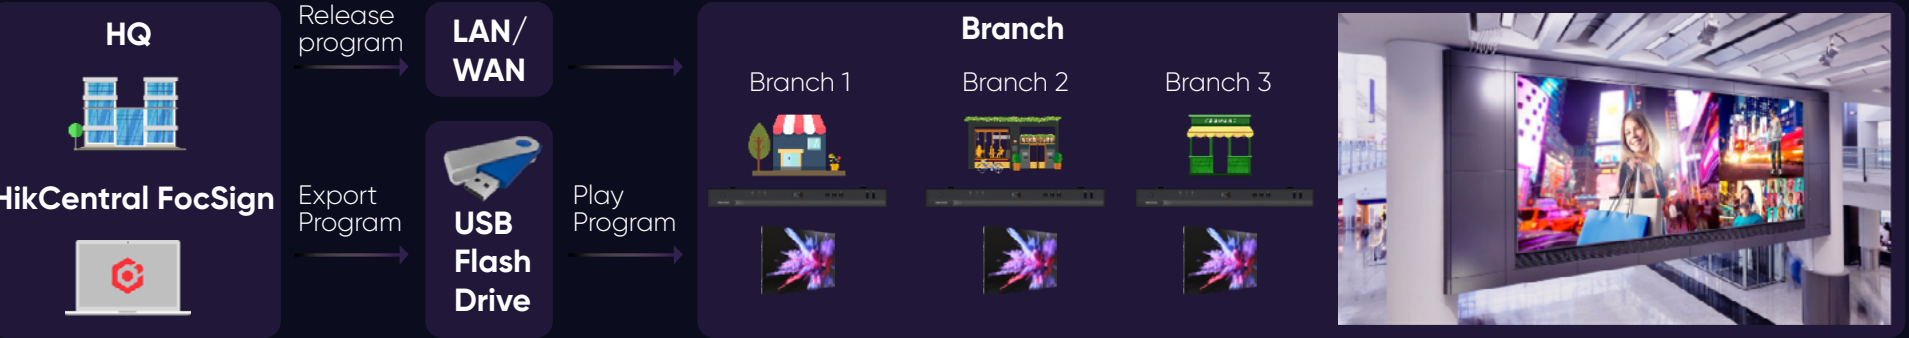 HQ
HikCentral FocSign
Release
program
Export
Program
LAN/
WAN
USB
Flash
Drive
Play
Program
Branch
Branch 1
Branch 2
Branch 3